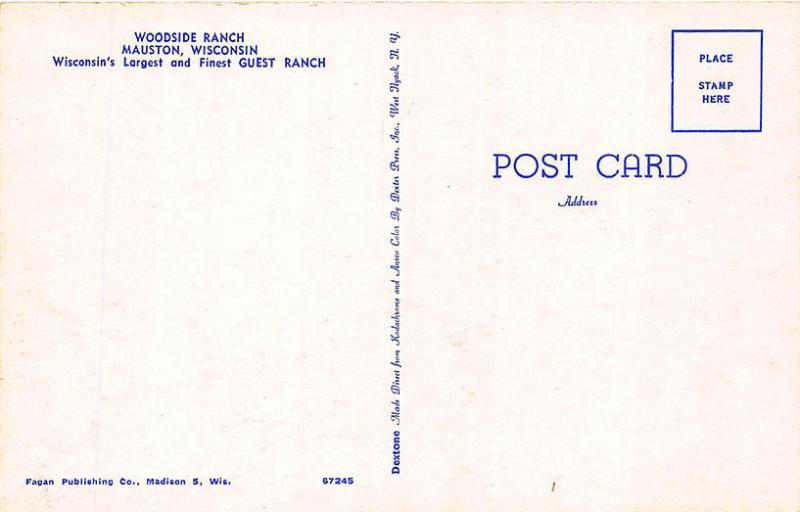 WOODSIDE RANCH
MAUSTON, WISCONSIN
Wisconsin's Largest and Finest GUEST RANCH
Fagan Publishing Co., Madison 5, Wis.
67245
Dextone Made Direct from Kodachrome and Ansco Color By Dexter Press, Inc., West Nyack, N. Y.
PLACE
STAMP
HERE
POST CARD
Address